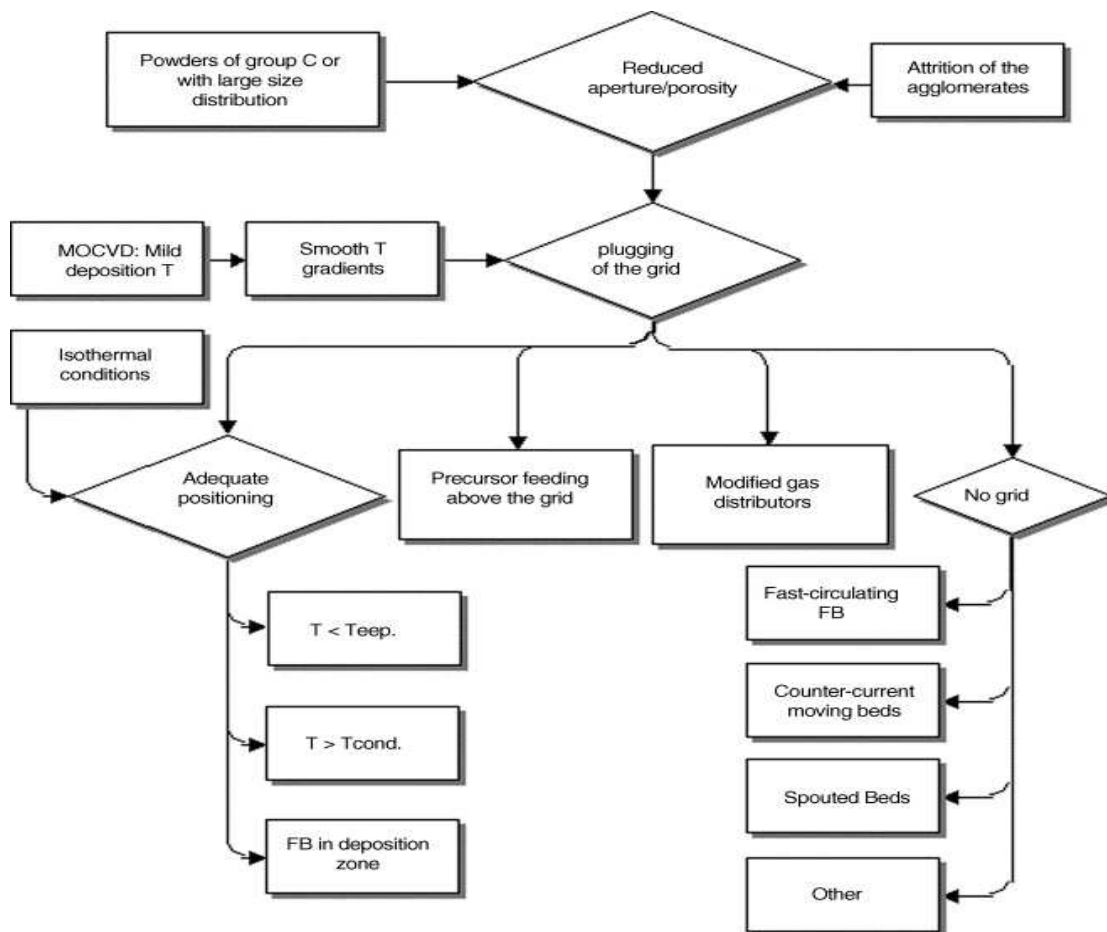 Powders of group C or
with large size
distribution
Reduced
aperture/porosity
Attrition of the
agglomerates
MOCVD: Mild
deposition T
Smooth T
gradients
plugging
of the grid
Isothermal
conditions
Adequate
positioning
Precursor feeding
above the grid
Modified gas
distributors
No grid
T < Teep.
T > Tcond.
FB in deposition
zone
Fast-circulating
FB
Counter-current
moving beds
Spouted Beds
Other